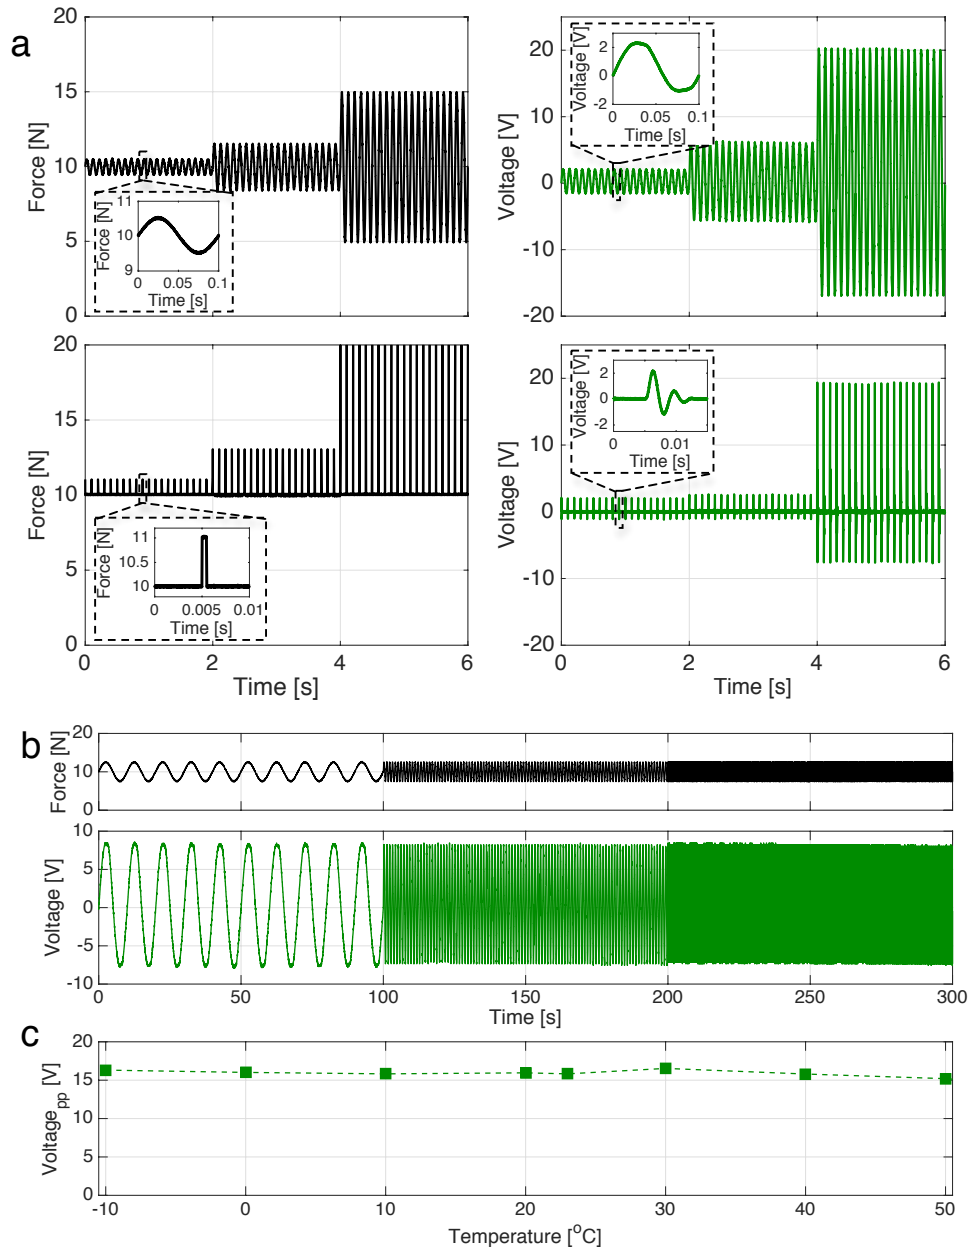 a
Force [N]
20
15
10
5
0
Force [N]
11
10
9
0 0.05 0.1
Time [s]
Voltage [V]
20
10
0
-10
-20
Voltage [V]
2
0
-2
0 0.05 0.1
Time [s]
Force [N]
20
15
10
5
0
0 2 4 6
Time [s]
Force [N]
11
10.5
10
0 0.005 0.01
Time [s]
Voltage [V]
20
10
0
-10
-20
0 2 4 6
Time [s]
Voltage [V]
2
0
-2
0 0.01
Time [s]
b
Force [N]
20
10
0
Voltage [V]
10
5
0
-5
-10
0 50 100 150 200 250 300
Time [s]
c
Voltage pp [V]
20
15
10
5
0
-10 0 10 20 30 40 50
Temperature [°C]